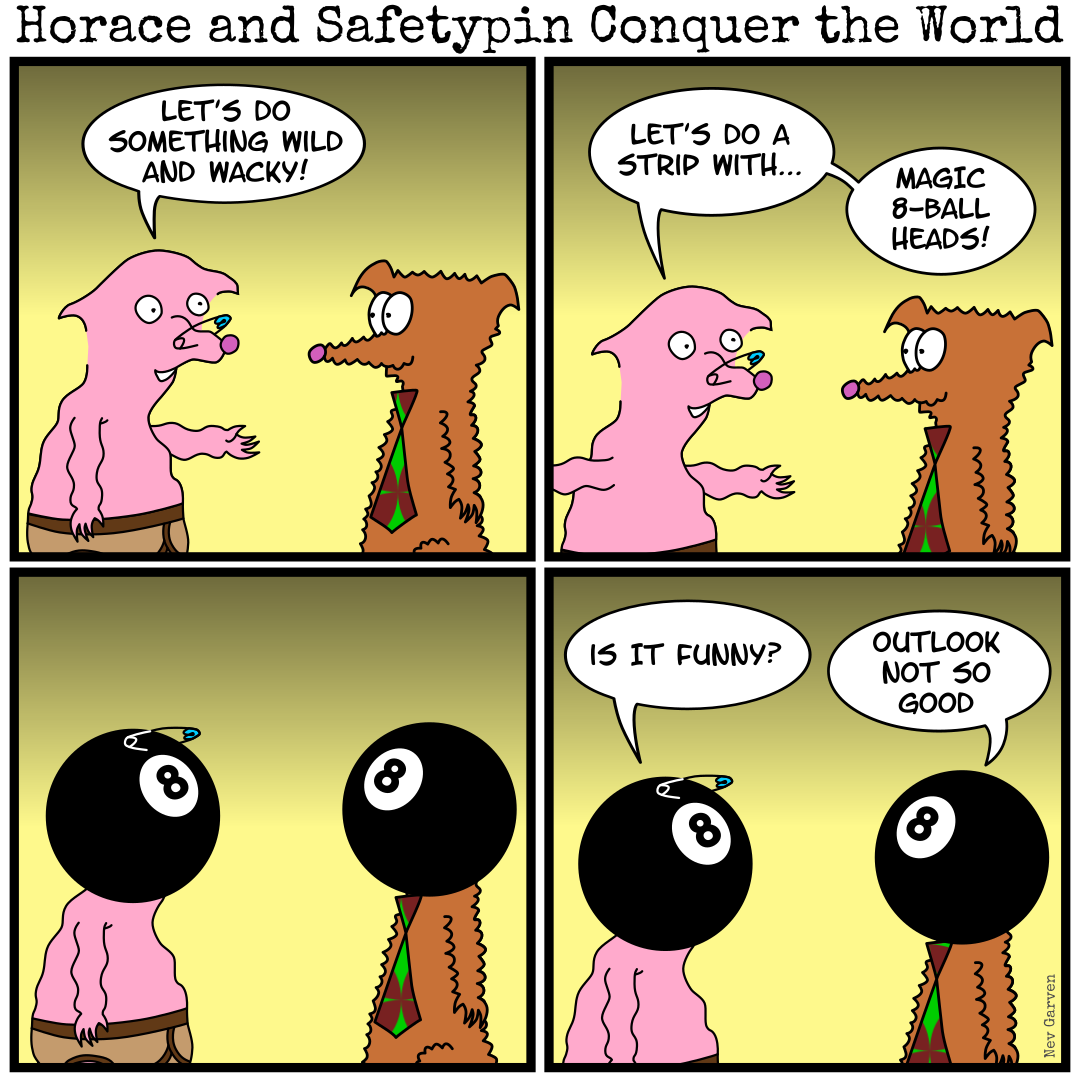 Horace and Safetypin Conquer the World
LET'S DO
SOMETHING WILD
AND WACKY!
LET'S DO A
STRIP WITH...
MAGIC
8-BALL
HEADS!
8
8
IS IT FUNNY?
OUTLOOK
NOT SO
GOOD
8
8
Nev Garven